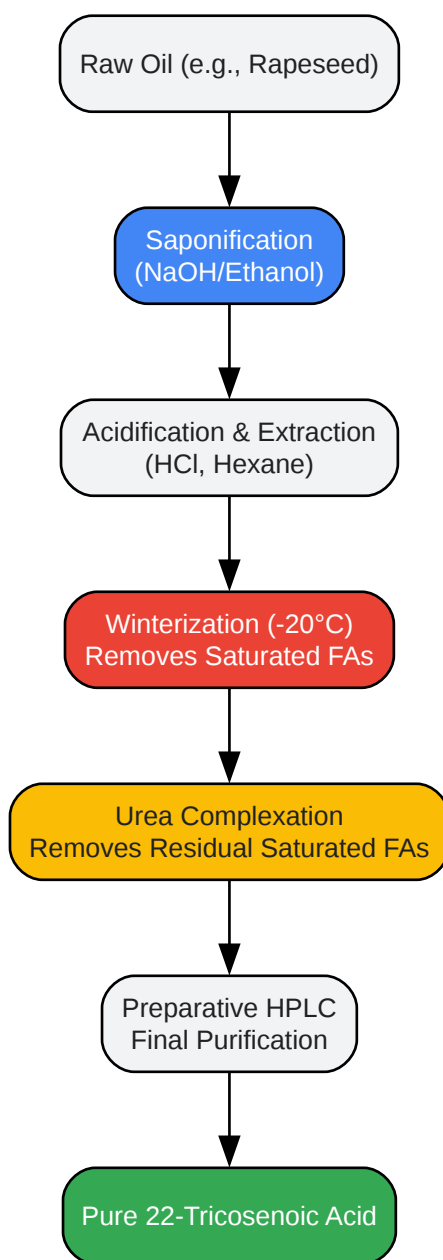 Raw Oil (e.g., Rapeseed)
Saponification
(NaOH/Ethanol)
Acidification & Extraction
(HCl, Hexane)
Winterization (-20°C)
Removes Saturated FAs
Urea Complexation
Removes Residual Saturated FAs
Preparative HPLC
Final Purification
Pure 22-Tricosenoic Acid